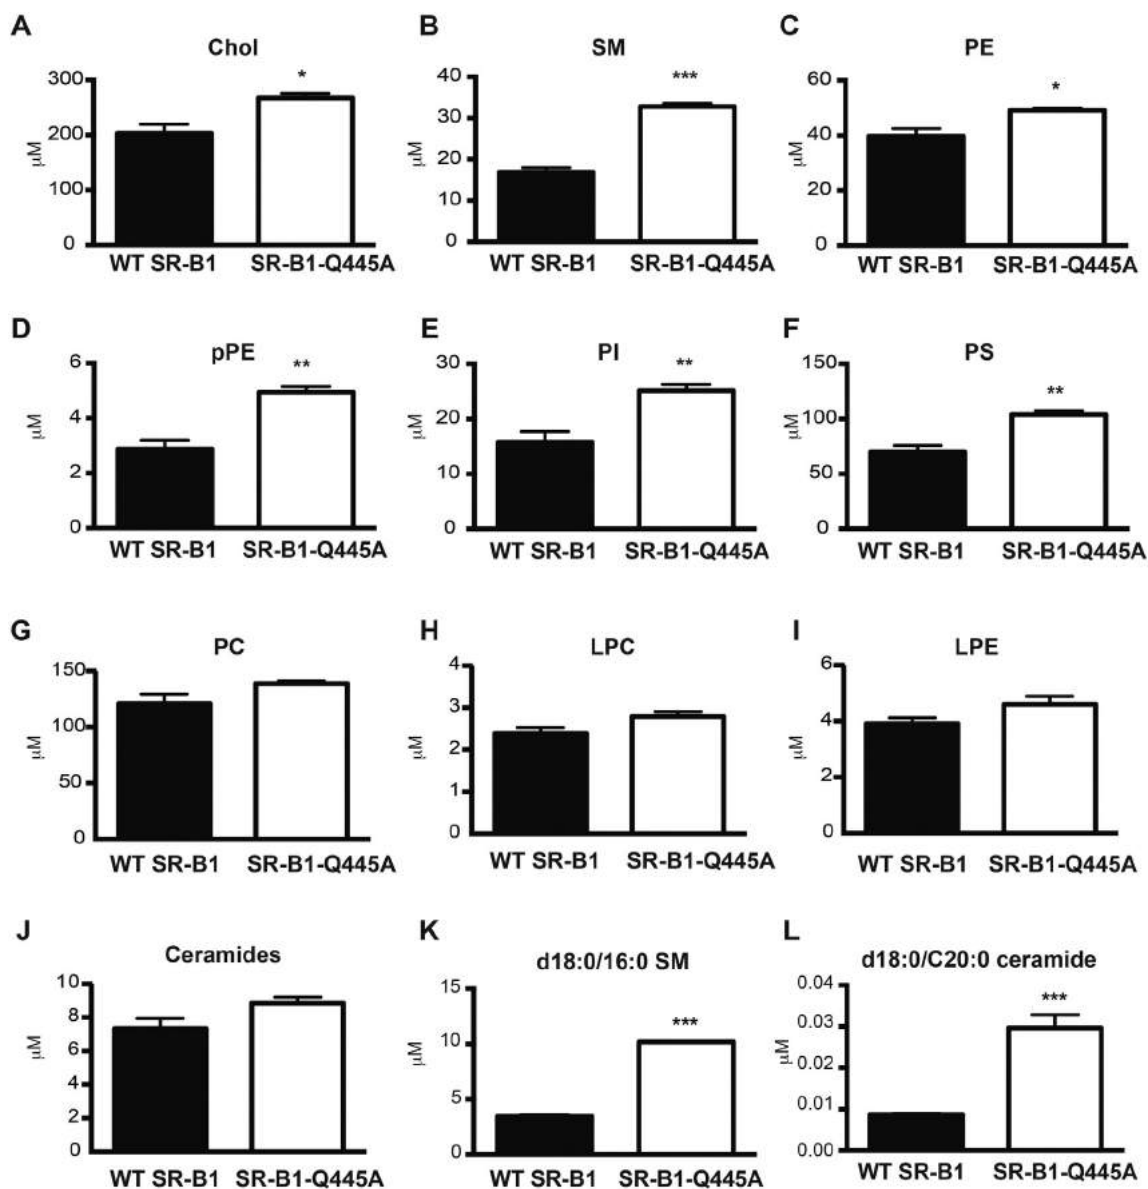 A
Chol
*
300
200
100
0
μM
WT SR-B1 SR-B1-Q445A
B
SM
***
40
30
20
10
0
μM
WT SR-B1 SR-B1-Q445A
C
PE
*
60
40
20
0
μM
WT SR-B1 SR-B1-Q445A
D
pPE
**
6
4
2
0
μM
WT SR-B1 SR-B1-Q445A
E
PI
**
30
20
10
0
μM
WT SR-B1 SR-B1-Q445A
F
PS
**
150
100
50
0
μM
WT SR-B1 SR-B1-Q445A
G
PC
150
100
50
0
μM
WT SR-B1 SR-B1-Q445A
H
LPC
4
3
2
1
0
μM
WT SR-B1 SR-B1-Q445A
I
LPE
6
4
2
0
μM
WT SR-B1 SR-B1-Q445A
J
Ceramides
10
8
6
4
2
0
μM
WT SR-B1 SR-B1-Q445A
K
d18:0/16:0 SM
***
15
10
5
0
μM
WT SR-B1 SR-B1-Q445A
L
d18:0/C20:0 ceramide
***
0.04
0.03
0.02
0.01
0.00
μM
WT SR-B1 SR-B1-Q445A